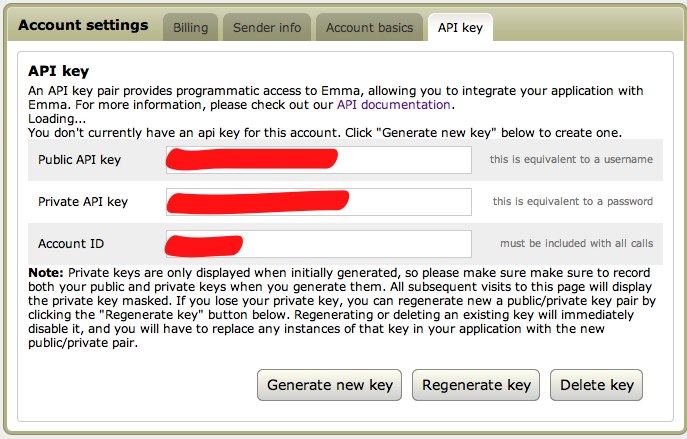 Account settings Billing Sender info Account basics API key
API key
An API key pair provides programmatic access to Emma, allowing you to integrate your application with
Emma. For more information, please check out our API documentation.
Loading...
You don't currently have an api key for this account. Click "Generate new key" below to create one.
Public API key this is equivalent to a username
Private API key this is equivalent to a password
Account ID must be included with all calls
Note: Private keys are only displayed when initially generated, so please make sure make sure to record
both your public and private keys when you generate them. All subsequent visits to this page will display
the private key masked. If you lose your private key, you can regenerate new a public/private key pair by
clicking the "Regenerate key" button below. Regenerating or deleting an existing key will immediately
disable it, and you will have to replace any instances of that key in your application with the new
public/private pair.
Generate new key Regenerate key Delete key